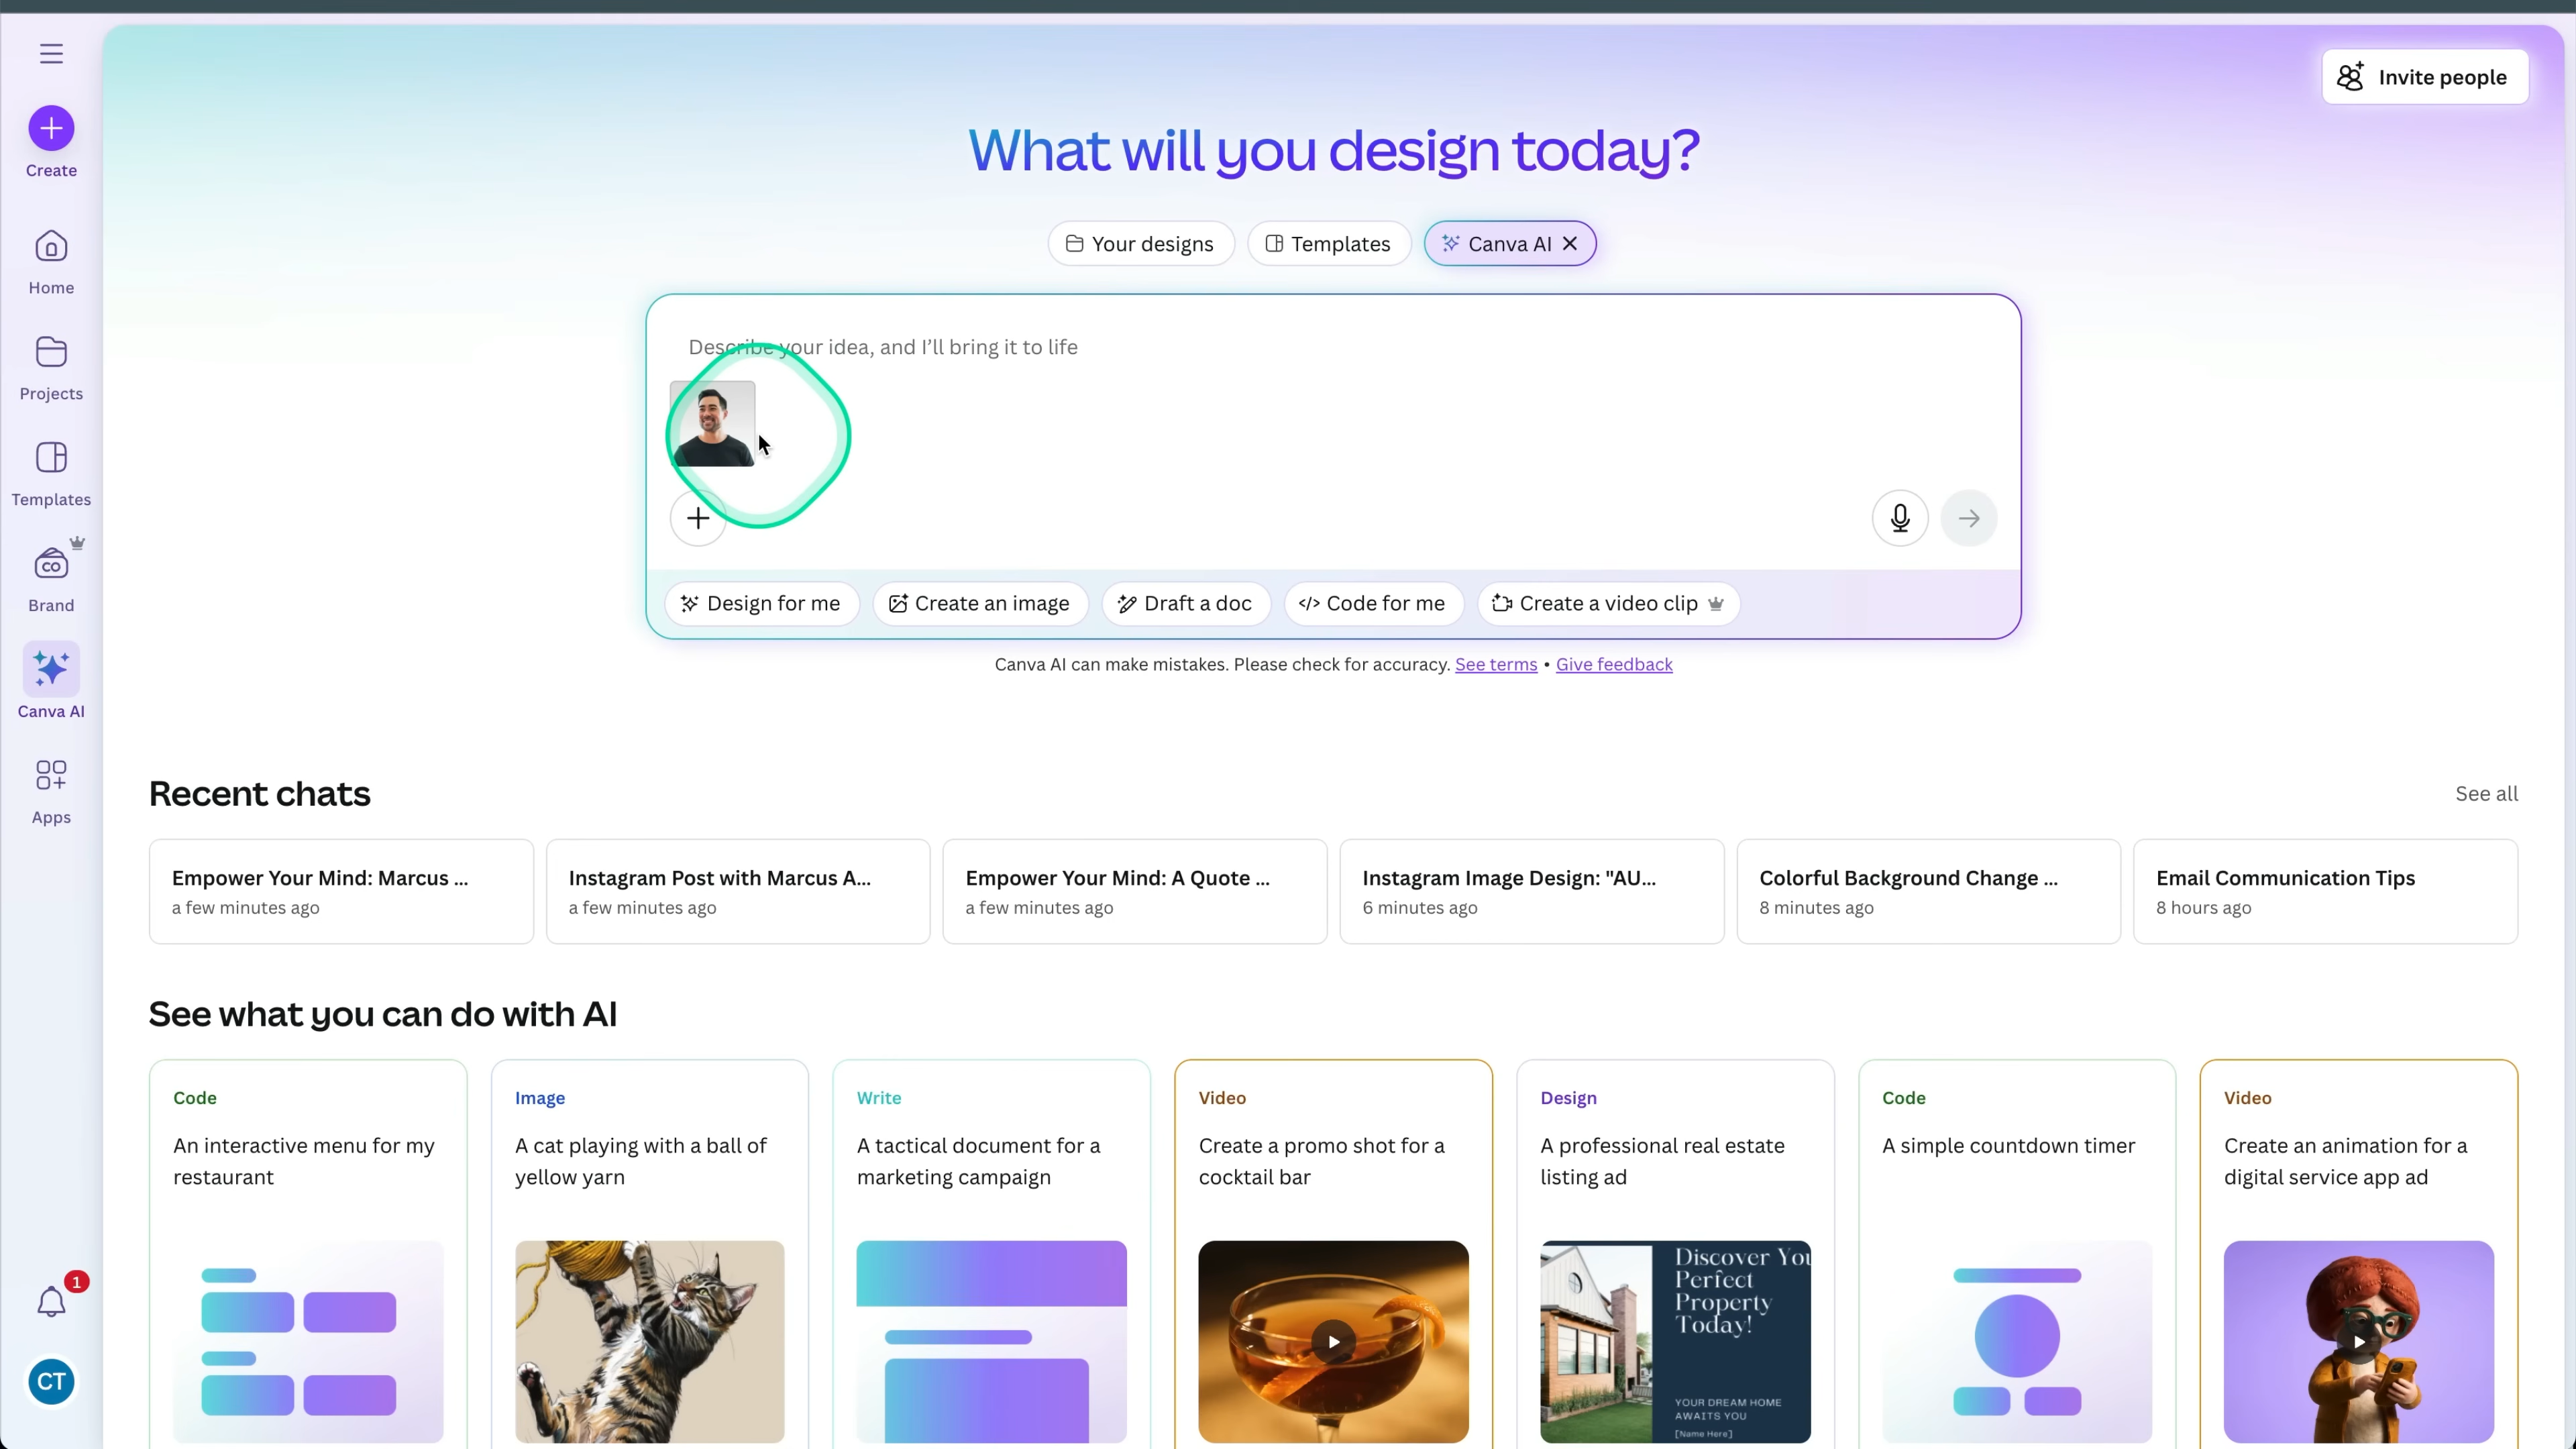 Invite people
Create
Home
Projects
Templates
CO
Brand
Canva AI
Apps
1
CT
What will you design today?
Your designs
Templates
Canva AI
Describe your idea, and I'll bring it to life
Design for me
Create an image
Draft a doc
</> Code for me
Create a video clip
Canva AI can make mistakes. Please check for accuracy. See terms • Give feedback
Recent chats
See all
Empower Your Mind: Marcus ...
a few minutes ago
Instagram Post with Marcus A...
a few minutes ago
Empower Your Mind: A Quote ...
a few minutes ago
Instagram Image Design: "AU...
6 minutes ago
Colorful Background Change ...
8 minutes ago
Email Communication Tips
8 hours ago
See what you can do with AI
Code
An interactive menu for my
restaurant
Image
A cat playing with a ball of
yellow yarn
Write
A tactical document for a
marketing campaign
Video
Create a promo shot for a
cocktail bar
Design
A professional real estate
listing ad
Discover You
Perfect
Property
Today!
YOUR DREAM HOME
AWAITS YOU
[Name Here]
Code
A simple countdown timer
Video
Create an animation for a
digital service app ad